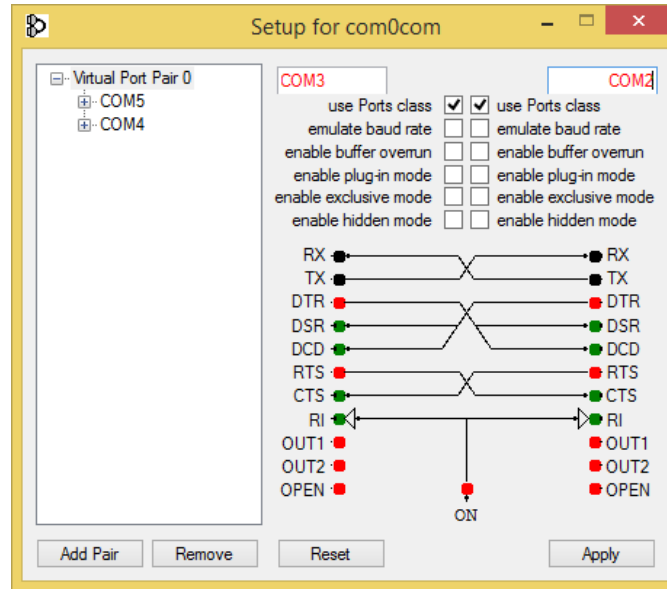 Setup for com0com
Virtual Port Pair 0
COM5
COM4
COM3 COM2
use Ports class use Ports class
emulate baud rate emulate baud rate
enable buffer overrun enable buffer overrun
enable plug-in mode enable plug-in mode
enable exclusive mode enable exclusive mode
enable hidden mode enable hidden mode
RX RX
TX TX
DTR DTR
DSR DSR
DCD DCD
RTS RTS
CTS CTS
RI RI
OUT1 OUT1
OUT2 OUT2
OPEN OPEN
ON
Add Pair Remove Reset Apply